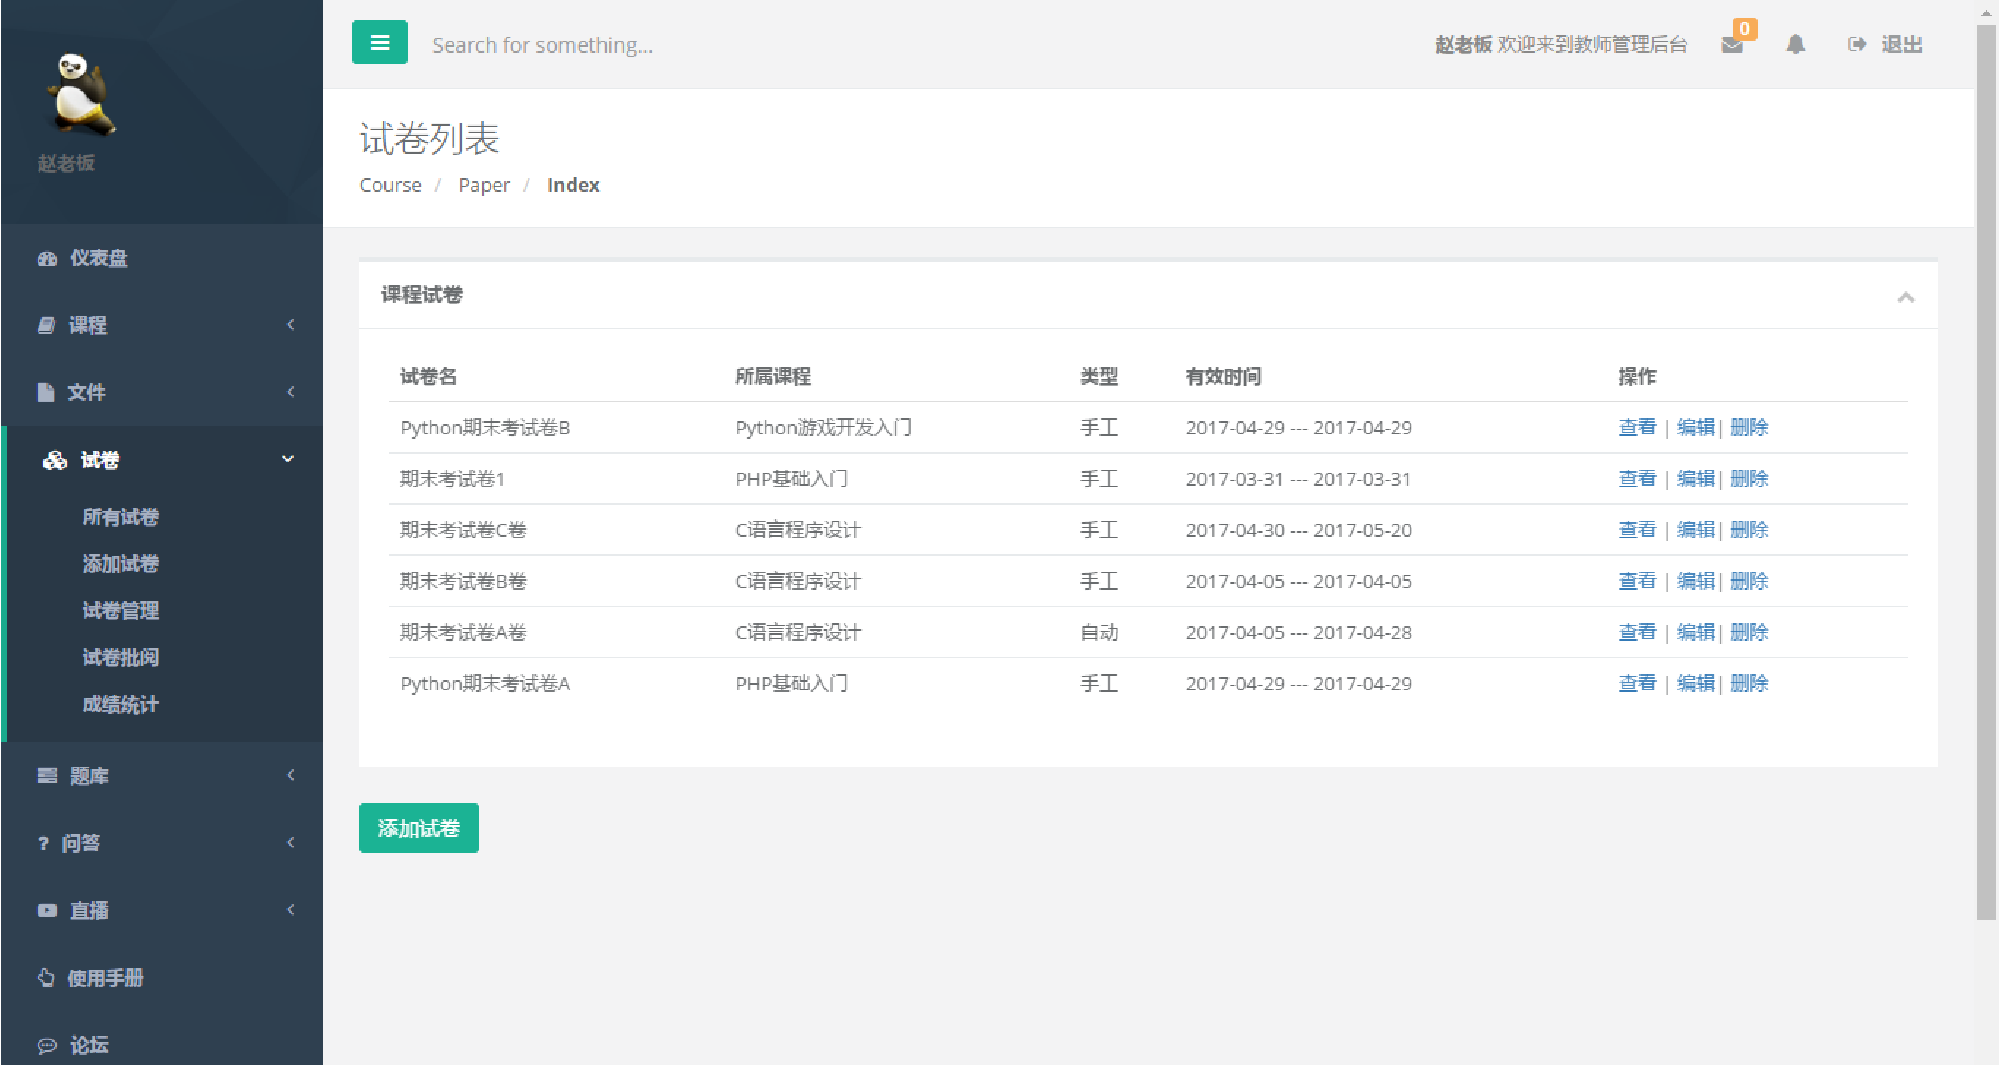 赵老板
仪表盘
课程
文件
试卷
所有试卷
添加试卷
试卷管理
试卷批阅
成绩统计
题库
? 问答
直播
使用手册
论坛
Search for something...
赵老板 欢迎来到教师管理后台 0 退出
试卷列表
Course / Paper / Index
课程试卷
试卷名 所属课程 类型 有效时间 操作
Python期末考试卷B Python游戏开发入门 手工 2017-04-29 --- 2017-04-29 查看 | 编辑| 删除
期末考试卷1 PHP基础入门 手工 2017-03-31 --- 2017-03-31 查看 | 编辑| 删除
期末考试卷C卷 C语言程序设计 手工 2017-04-30 --- 2017-05-20 查看 | 编辑| 删除
期末考试卷B卷 C语言程序设计 手工 2017-04-05 --- 2017-04-05 查看 | 编辑| 删除
期末考试卷A卷 C语言程序设计 自动 2017-04-05 --- 2017-04-28 查看 | 编辑| 删除
Python期末考试卷A PHP基础入门 手工 2017-04-29 --- 2017-04-29 查看 | 编辑| 删除
添加试卷